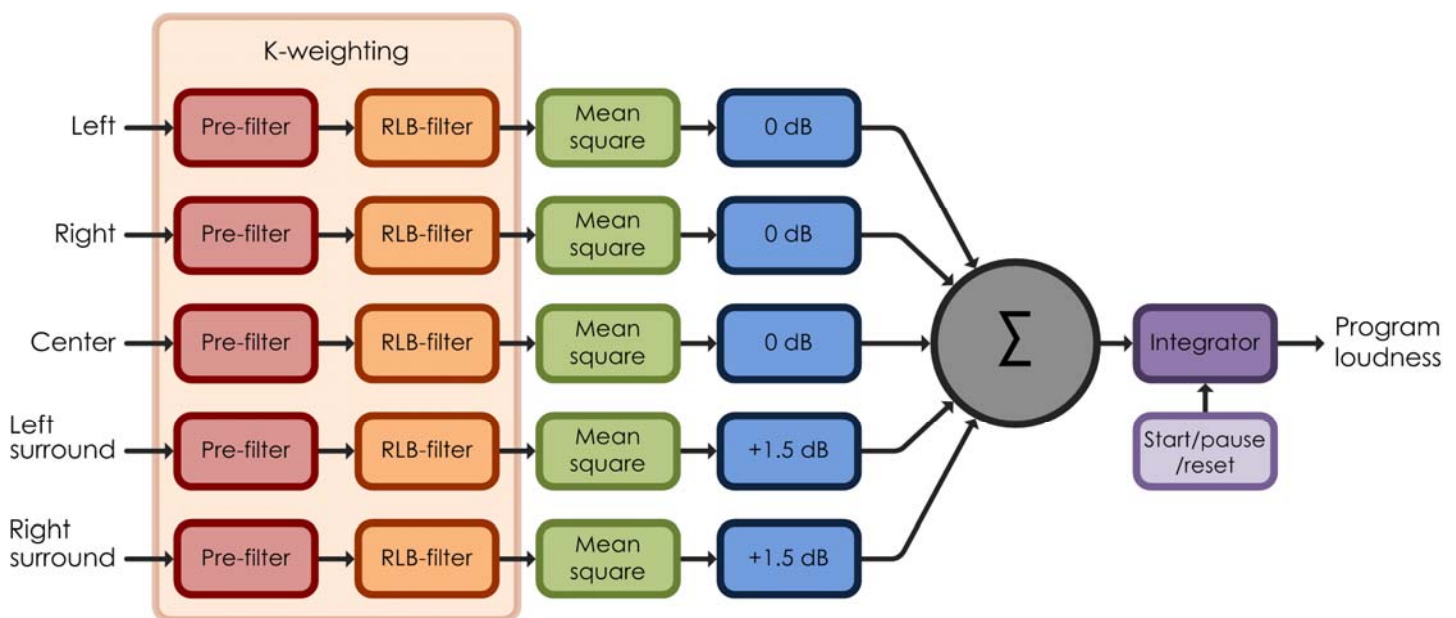 K-weighting
Left
Pre-filter
RLB-filter
Mean
square
0 dB
Right
Pre-filter
RLB-filter
Mean
square
0 dB
Center
Pre-filter
RLB-filter
Mean
square
0 dB
Σ
Integrator
Program
loudness
Left
surround
Pre-filter
RLB-filter
Mean
square
+1.5 dB
Start/pause
/reset
Right
surround
Pre-filter
RLB-filter
Mean
square
+1.5 dB